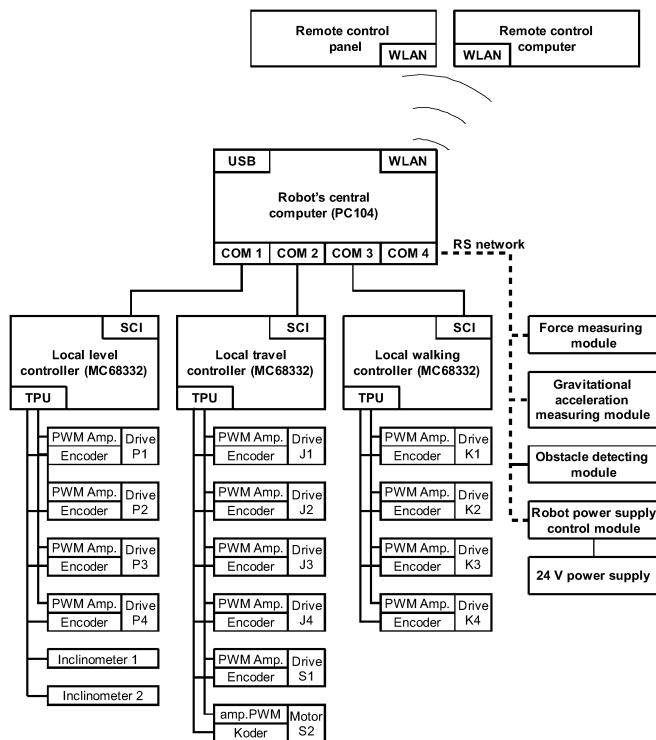 Remote control
panel
WLAN
Remote control
computer
WLAN
USB
WLAN
Robot's central
computer (PC104)
COM 1
COM 2
COM 3
COM 4
RS network
SCI
Local level
controller (MC68332)
TPU
SCI
Local travel
controller (MC68332)
TPU
SCI
Local walking
controller (MC68332)
TPU
PWM Amp.
Encoder
Drive
P1
PWM Amp.
Encoder
Drive
P2
PWM Amp.
Encoder
Drive
P3
PWM Amp.
Encoder
Drive
P4
Inclinometer 1
Inclinometer 2
PWM Amp.
Encoder
Drive
J1
PWM Amp.
Encoder
Drive
J2
PWM Amp.
Encoder
Drive
J3
PWM Amp.
Encoder
Drive
J4
PWM Amp.
Encoder
Drive
S1
amp.PWM
Koder
Motor
S2
PWM Amp.
Encoder
Drive
K1
PWM Amp.
Encoder
Drive
K2
PWM Amp.
Encoder
Drive
K3
PWM Amp.
Encoder
Drive
K4
Force measuring
module
Gravitational
acceleration
measuring module
Obstacle detecting
module
Robot power supply
control module
24 V power supply